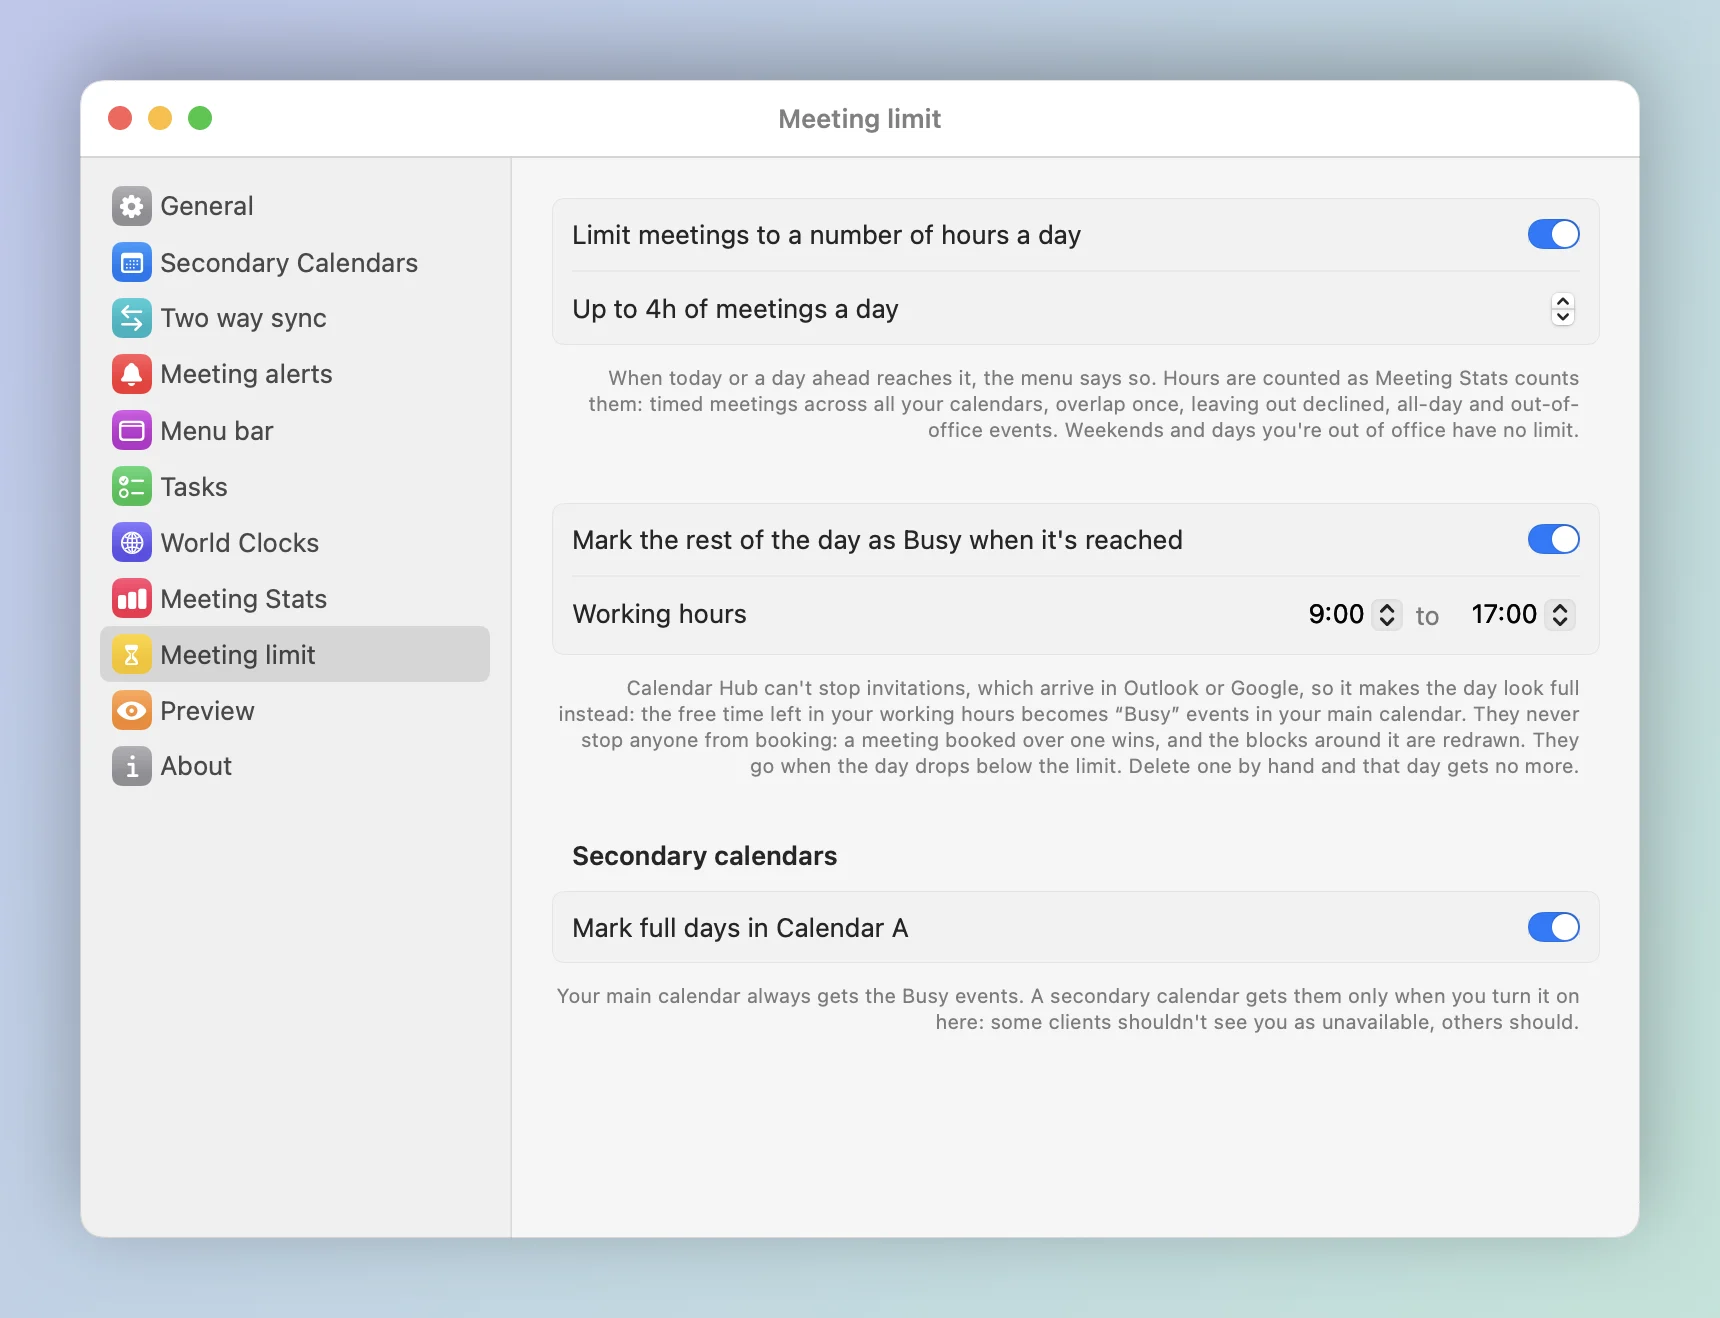 Meeting limit
General
Secondary Calendars
Two way sync
Meeting alerts
Menu bar
Tasks
World Clocks
Meeting Stats
Meeting limit
Preview
About
Limit meetings to a number of hours a day
Up to 4h of meetings a day
When today or a day ahead reaches it, the menu says so. Hours are counted as Meeting Stats counts
them: timed meetings across all your calendars, overlap once, leaving out declined, all-day and out-of-
office events. Weekends and days you're out of office have no limit.
Mark the rest of the day as Busy when it's reached
Working hours 9:00 to 17:00
Calendar Hub can't stop invitations, which arrive in Outlook or Google, so it makes the day look full
instead: the free time left in your working hours becomes “Busy” events in your main calendar. They never
stop anyone from booking: a meeting booked over one wins, and the blocks around it are redrawn. They
go when the day drops below the limit. Delete one by hand and that day gets no more.
Secondary calendars
Mark full days in Calendar A
Your main calendar always gets the Busy events. A secondary calendar gets them only when you turn it on
here: some clients shouldn't see you as unavailable, others should.